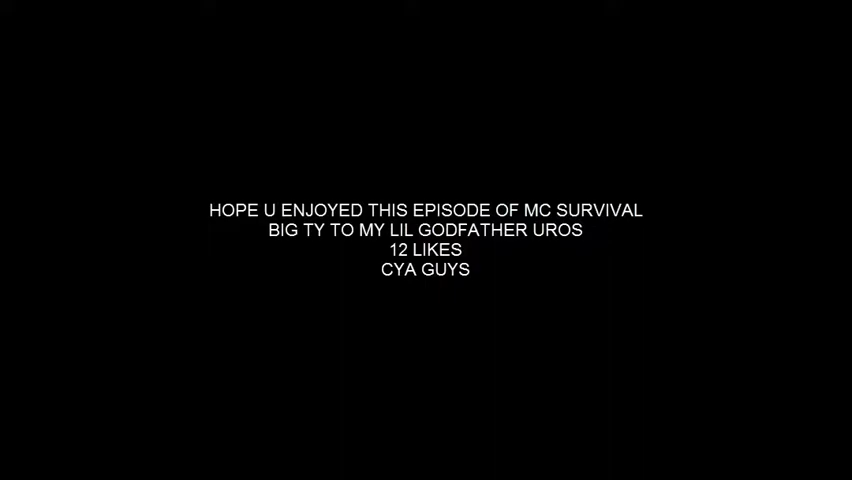 HOPE U ENJOYED THIS EPISODE OF MC SURVIVAL
BIG TY TO MY LIL GODFATHER UROS
12 LIKES
CYA GUYS